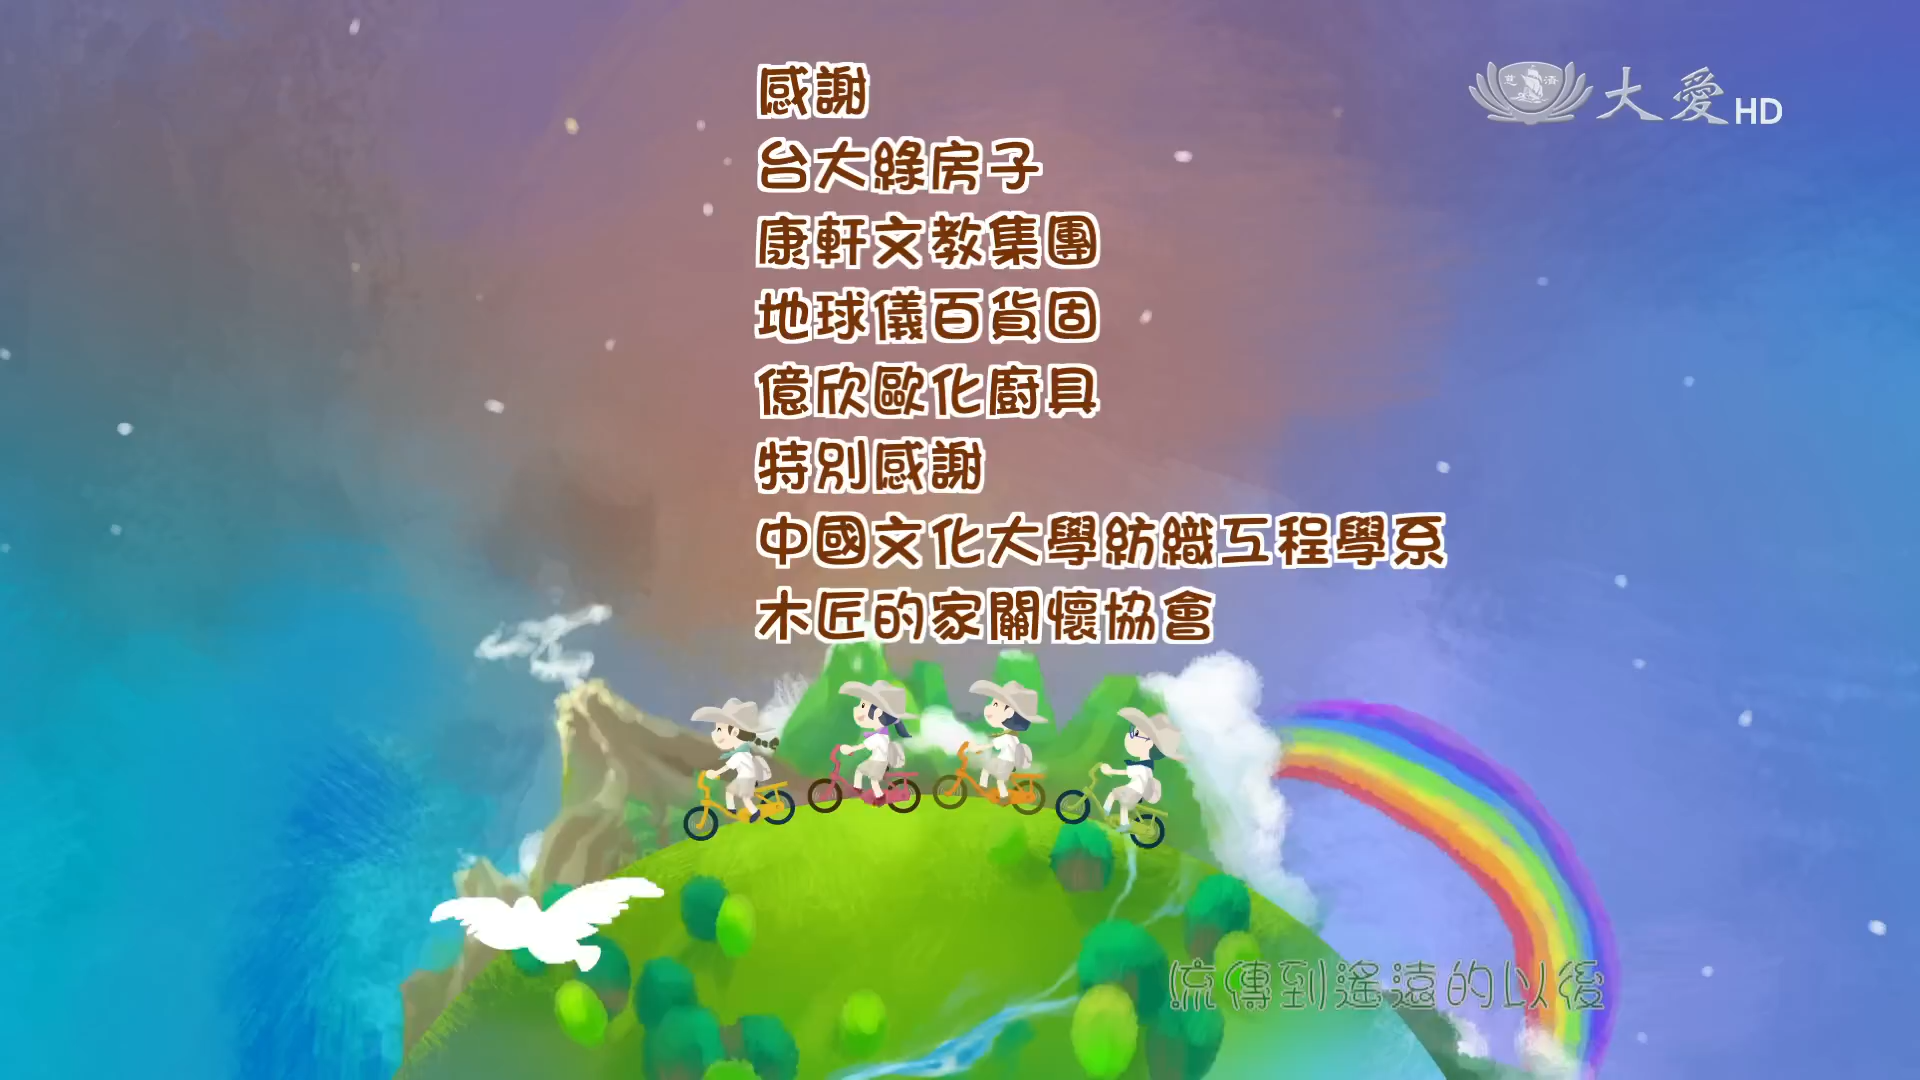 感謝
大愛HD
台大綠房子
康軒文教集團
地球儀百貨固
億欣歐化廚具
特別感謝
中國文化大學紡織工程學系
木匠的家關懷協會
流傳到遙遠的以後